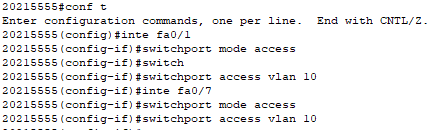 20215555#conf t
Enter configuration commands, one per line.  End with CNTL/Z.
20215555(config)#inte fa0/1
20215555(config-if)#switchport mode access
20215555(config-if)#switch
20215555(config-if)#switchport access vlan 10
20215555(config-if)#inte fa0/7
20215555(config-if)#switchport mode access
20215555(config-if)#switchport access vlan 10